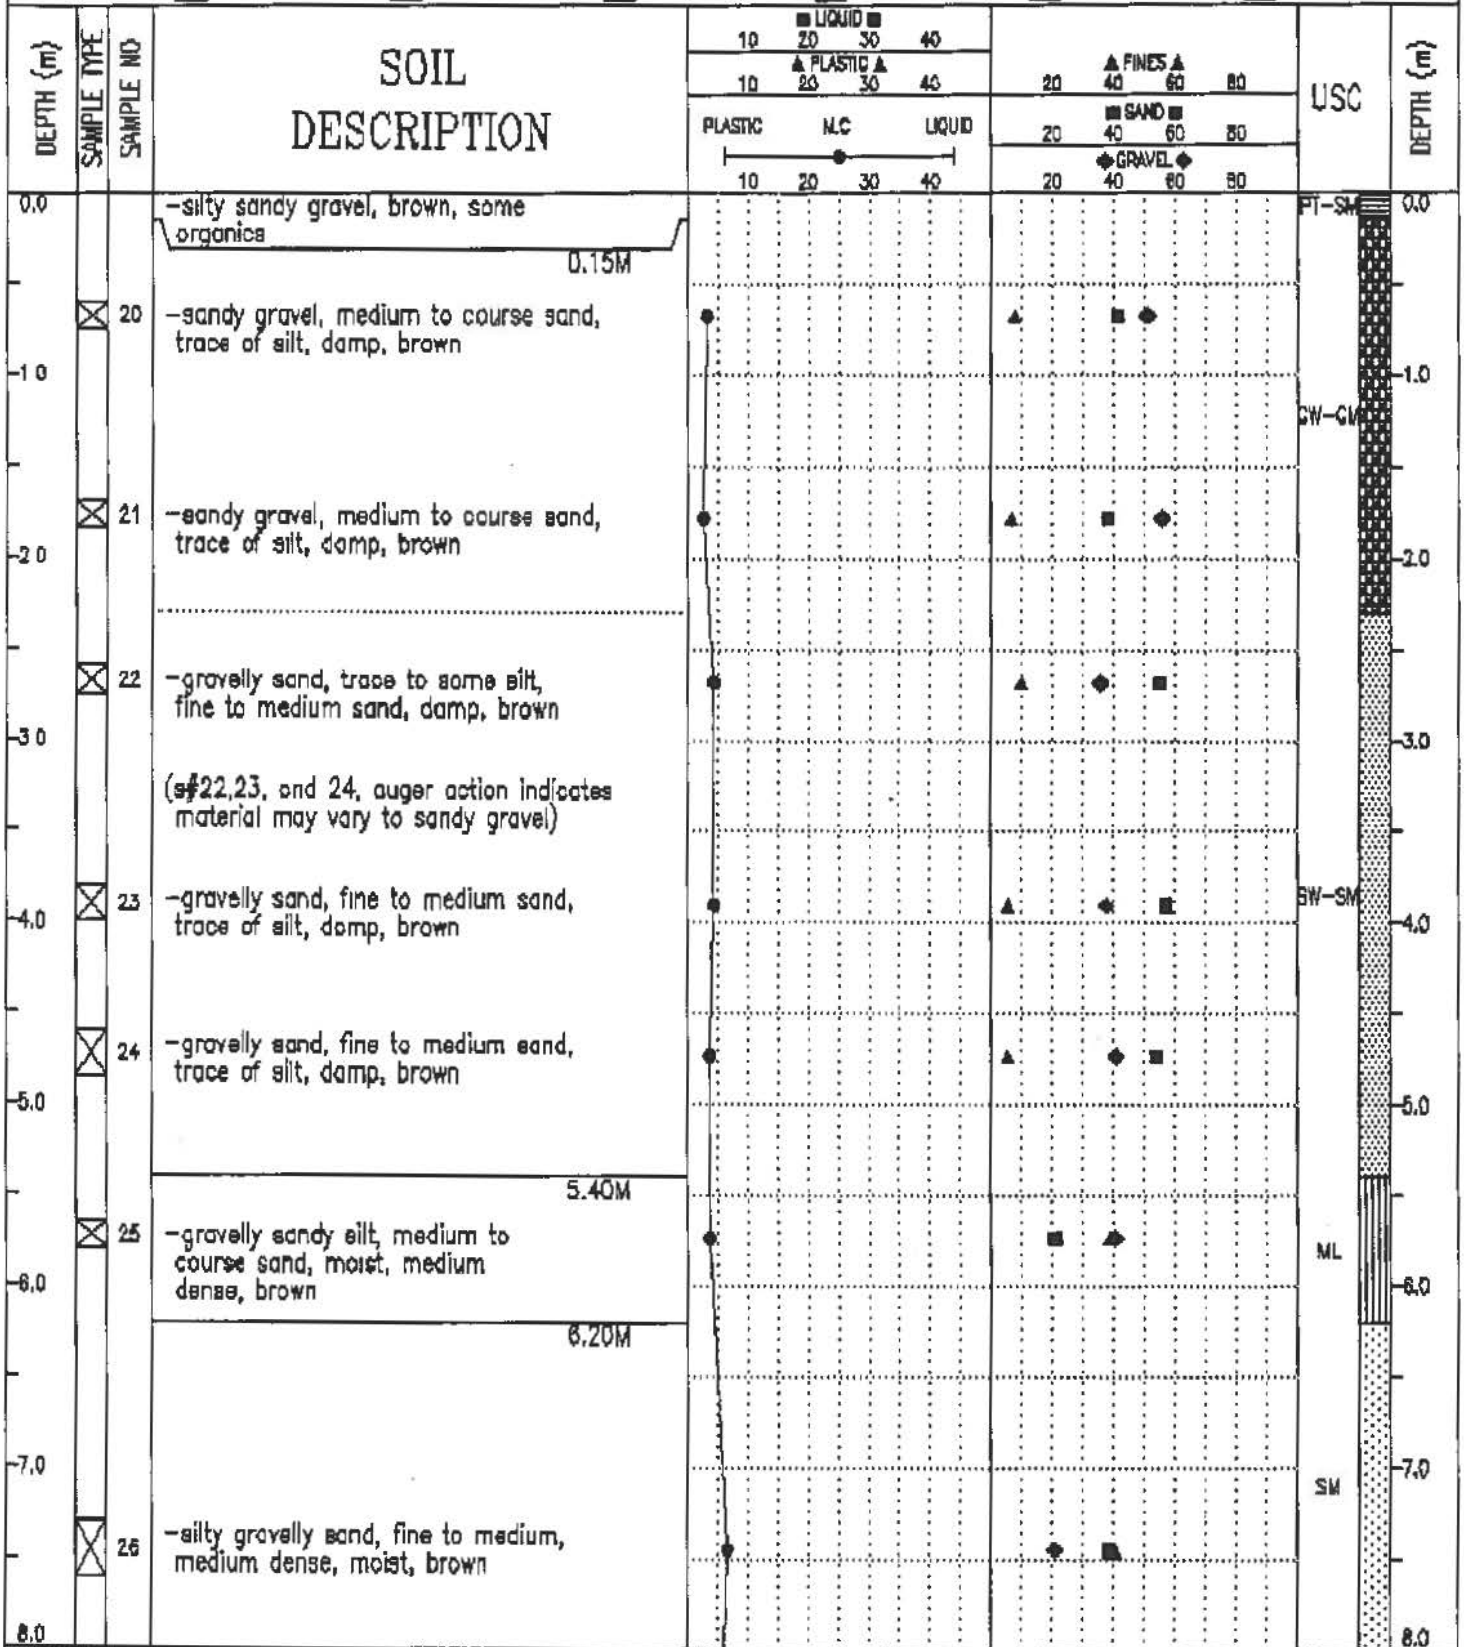 DEPTH (m)
SAMPLE TYPE
SAMPLE NO
SOIL
DESCRIPTION
■ LIQUID ■
10 20 30 40
▲ PLASTIC ▲
10 20 30 40
PLASTIC M.C LIQUID
10 20 30 40
▲ FINES ▲
20 40 60 80
■ SAND ■
20 40 60 80
◆ GRAVEL ◆
20 40 60 80
USC
DEPTH (m)
0.0
-silty sandy gravel, brown, some
organics
PT-SM
0.0
0.15M
20
-sandy gravel, medium to course sand,
trace of silt, damp, brown
1 0
1.0
GW-GM
21
-sandy gravel, medium to course sand,
trace of silt, damp, brown
2 0
2.0
22
-gravelly sand, trace to some silt,
fine to medium sand, damp, brown
3 0
3.0
(s#22,23, and 24, auger action indicates
material may vary to sandy gravel)
23
-gravelly sand, fine to medium sand,
trace of silt, damp, brown
SW-SM
4.0
4.0
24
-gravelly sand, fine to medium sand,
trace of silt, damp, brown
5.0
5.0
5.40M
25
-gravelly sandy silt, medium to
course sand, moist, medium
dense, brown
ML
6.0
6.0
6.20M
7.0
7.0
SM
26
-silty gravelly sand, fine to medium,
medium dense, moist, brown
8.0
8.0